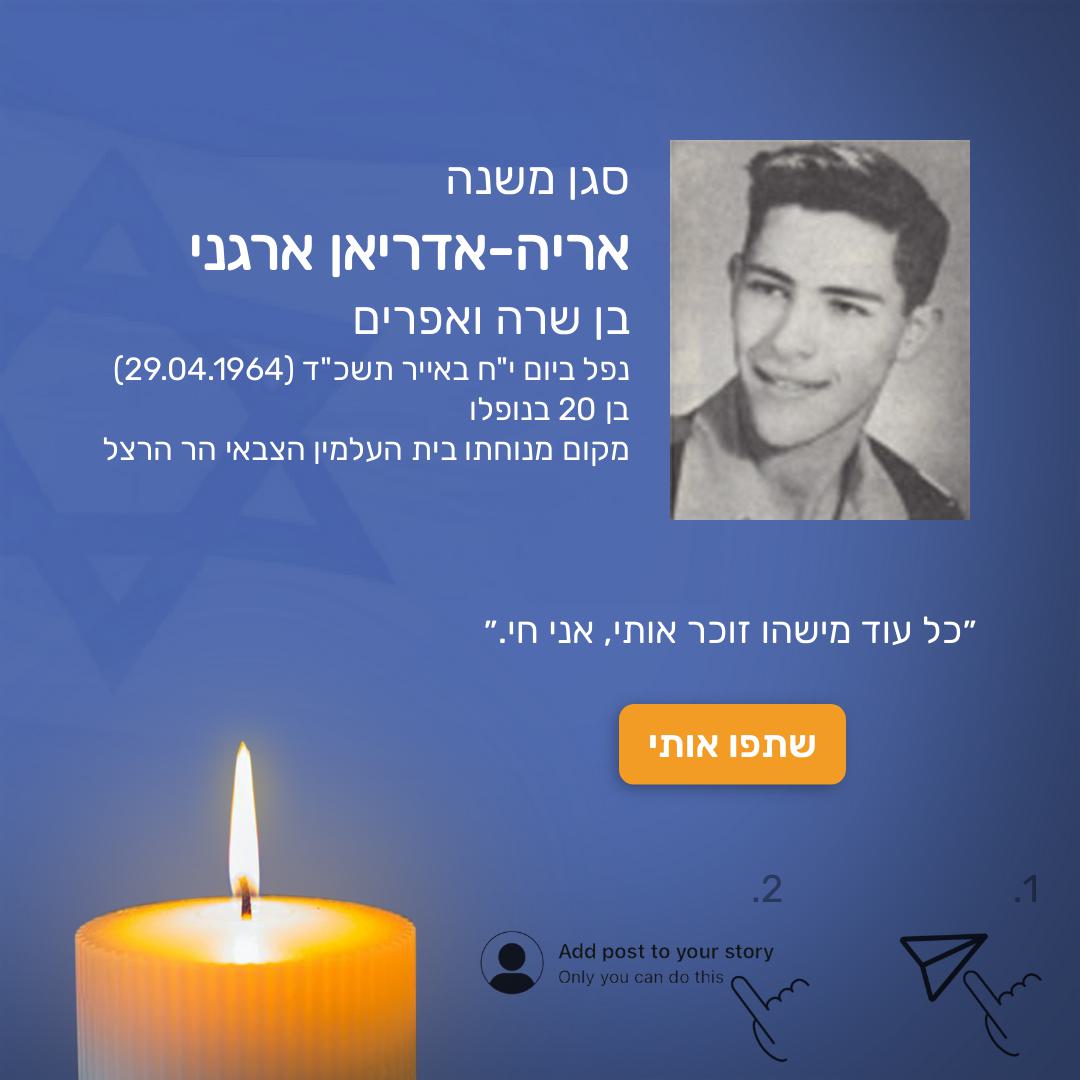 סגן משנה
אריה-אדריאן ארגני
בן שרה ואפרים
נפל ביום י"ח באייר תשכ"ד (29.04.1964)
בן 20 בנופלו
מקום מנוחתו בית העלמין הצבאי הר הרצל
״כל עוד מישהו זוכר אותי, אני חי.״
שתפו אותי
1.
2.
Add post to your story
Only you can do this